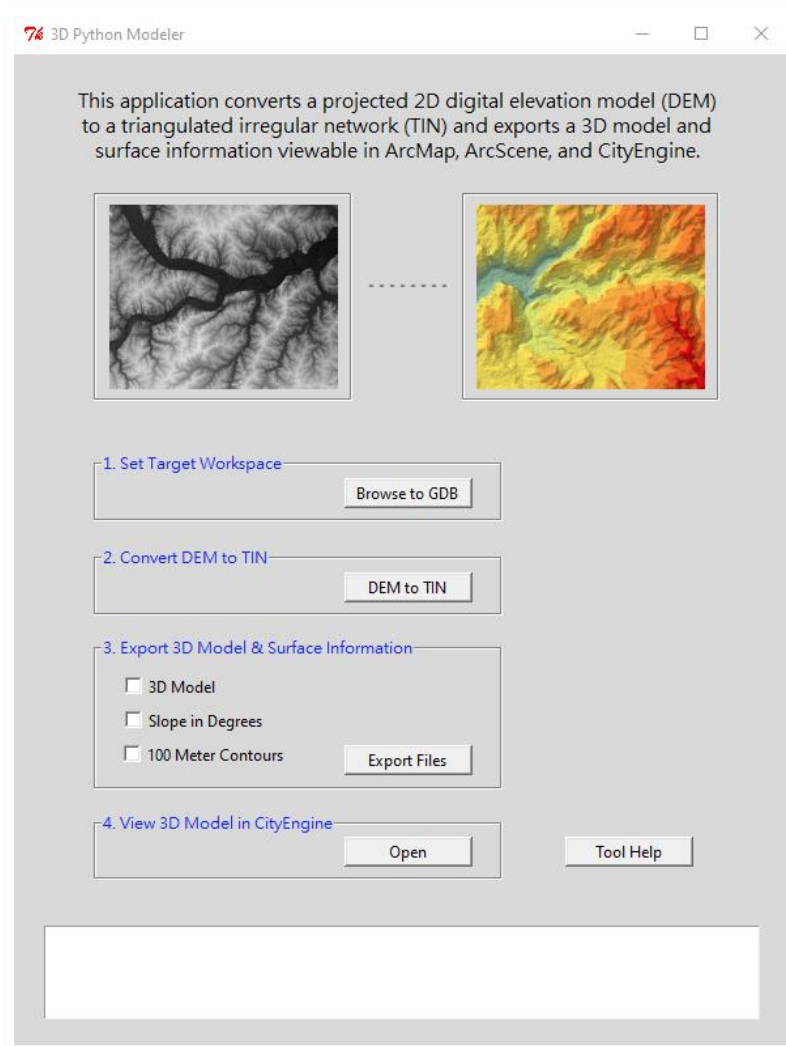 3D Python Modeler
This application converts a projected 2D digital elevation model (DEM)
to a triangulated irregular network (TIN) and exports a 3D model and
surface information viewable in ArcMap, ArcScene, and CityEngine.
1. Set Target Workspace
Browse to GDB
2. Convert DEM to TIN
DEM to TIN
3. Export 3D Model & Surface Information
3D Model
Slope in Degrees
100 Meter Contours
Export Files
4. View 3D Model in CityEngine
Open
Tool Help